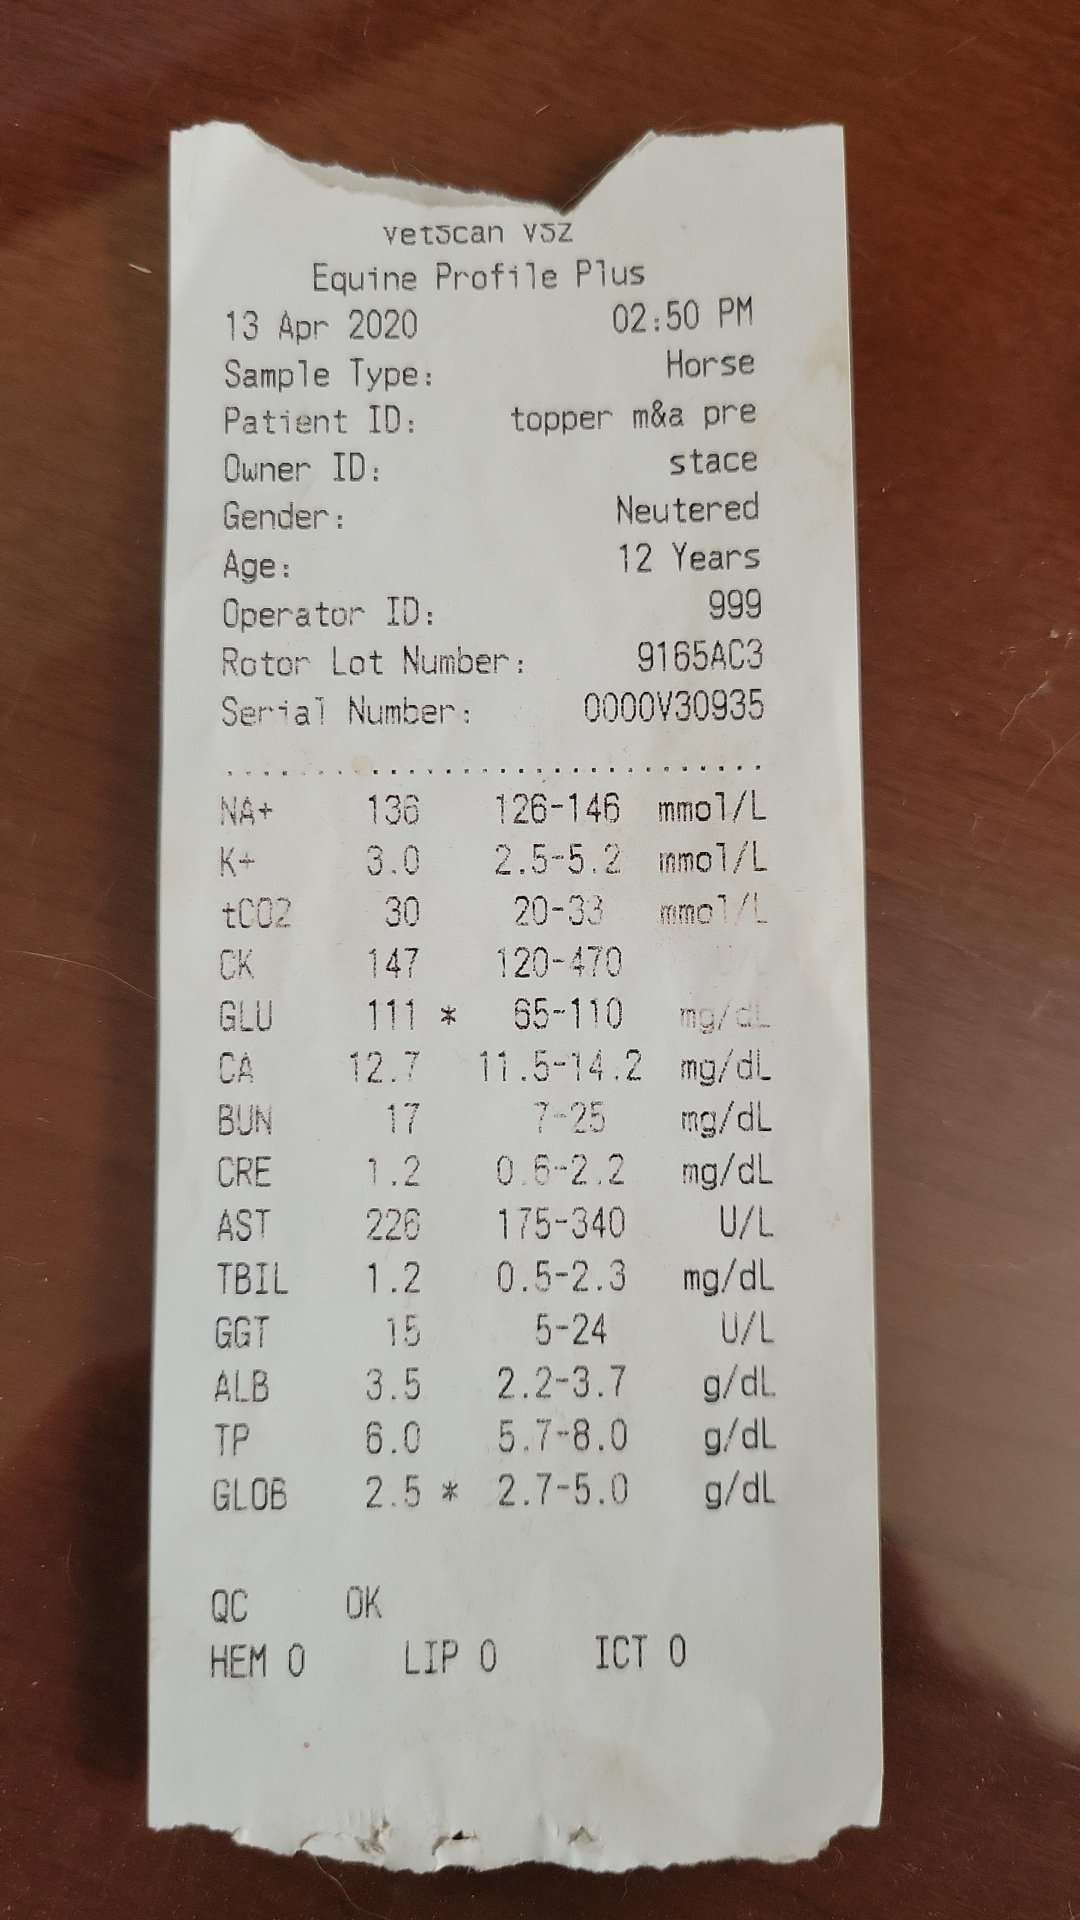 VetScan VS2
Equine Profile Plus
13 Apr 2020 02:50 PM
Sample Type: Horse
Patient ID: topper m&a pre
Owner ID: stace
Gender: Neutered
Age: 12 Years
Operator ID: 999
Rotor Lot Number: 9165AC3
Serial Number: 0000V30935
NA+ 136 126-146 mmol/L
K+ 3.0 2.5-5.2 mmol/L
tCO2 30 20-33 mmol/L
CK 147 120-470 U/L
GLU 111 * 65-110 mg/dL
CA 12.7 11.5-14.2 mg/dL
BUN 17 7-25 mg/dL
CRE 1.2 0.6-2.2 mg/dL
AST 226 175-340 U/L
TBIL 1.2 0.5-2.3 mg/dL
GGT 15 5-24 U/L
ALB 3.5 2.2-3.7 g/dL
TP 6.0 5.7-8.0 g/dL
GLOB 2.5 * 2.7-5.0 g/dL
QC OK
HEM 0 LIP 0 ICT 0